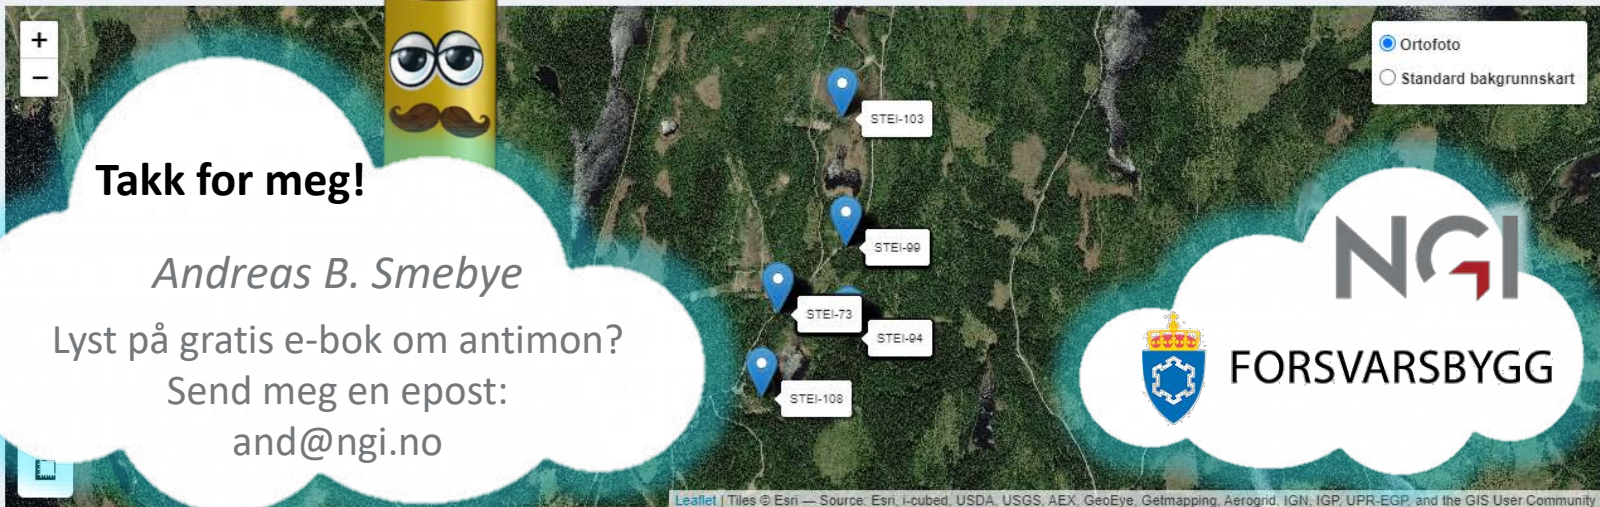 +
−
Ortofoto
Standard bakgrunnskart
STEI-103
Takk for meg!
STEI-99
Andreas B. Smebye
NGI
STEI-73
Lyst på gratis e-bok om antimon?
STEI-94
FORSVARSBYGG
Send meg en epost:
STEI-108
and@ngi.no
Leaflet | Tiles © Esri — Source: Esri, i-cubed, USDA, USGS, AEX, GeoEye, Getmapping, Aerogrid, IGN, IGP, UPR-EGP, and the GIS User Community